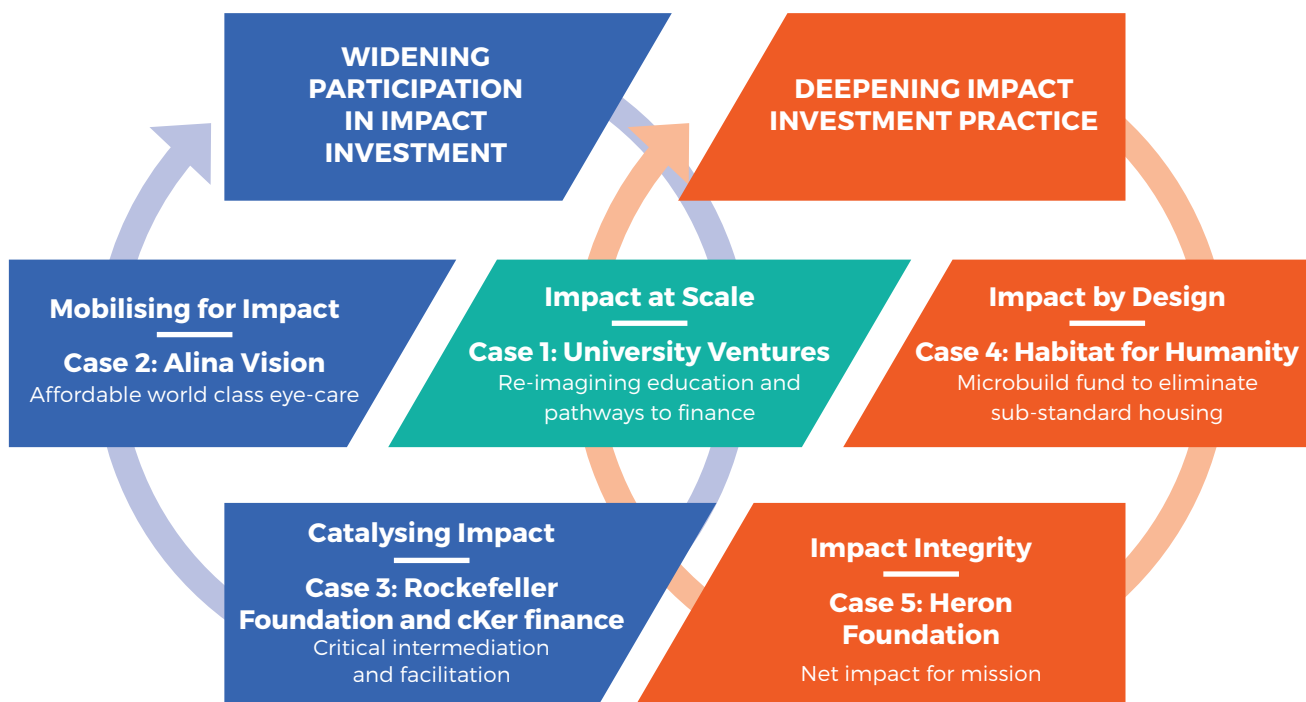 WIDENING
PARTICIPATION
IN IMPACT
INVESTMENT
DEEPENING IMPACT
INVESTMENT PRACTICE
Mobilising for Impact
Case 2: Alina Vision
Affordable world class eye-care
Impact at Scale
Case 1: University Ventures
Re-imagining education and
pathways to finance
Impact by Design
Case 4: Habitat for Humanity
Microbuild fund to eliminate
sub-standard housing
Catalysing Impact
Case 3: Rockefeller
Foundation and cKer finance
Critical intermediation
and facilitation
Impact Integrity
Case 5: Heron
Foundation
Net impact for mission